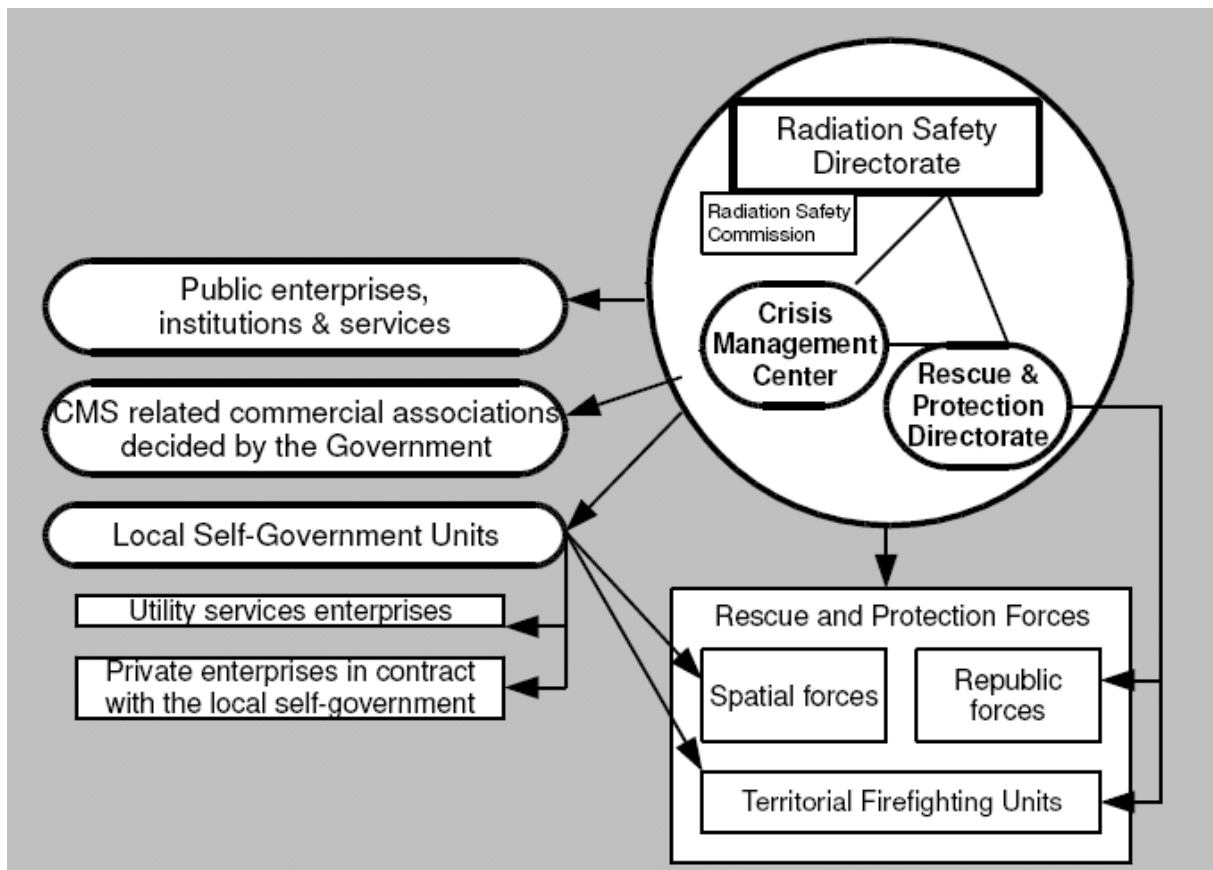 Radiation Safety
Directorate
Radiation Safety
Commission
Crisis
Management
Center
Rescue &
Protection
Directorate
Public enterprises,
institutions & services
CMS related commercial associations
decided by the Government
Local Self-Government Units
Utility services enterprises
Private enterprises in contract
with the local self-government
Rescue and Protection Forces
Spatial forces
Republic
forces
Territorial Firefighting Units